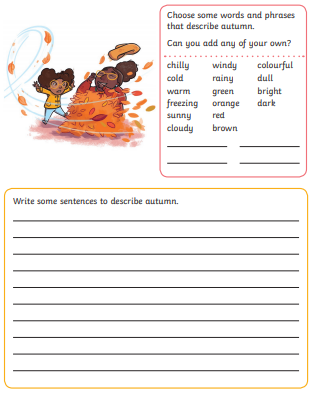 Choose some words and phrases
that describe autumn.
Can you add any of your own?
chilly windy colourful
cold rainy dull
warm green bright
freezing orange dark
sunny red
cloudy brown
Write some sentences to describe autumn.